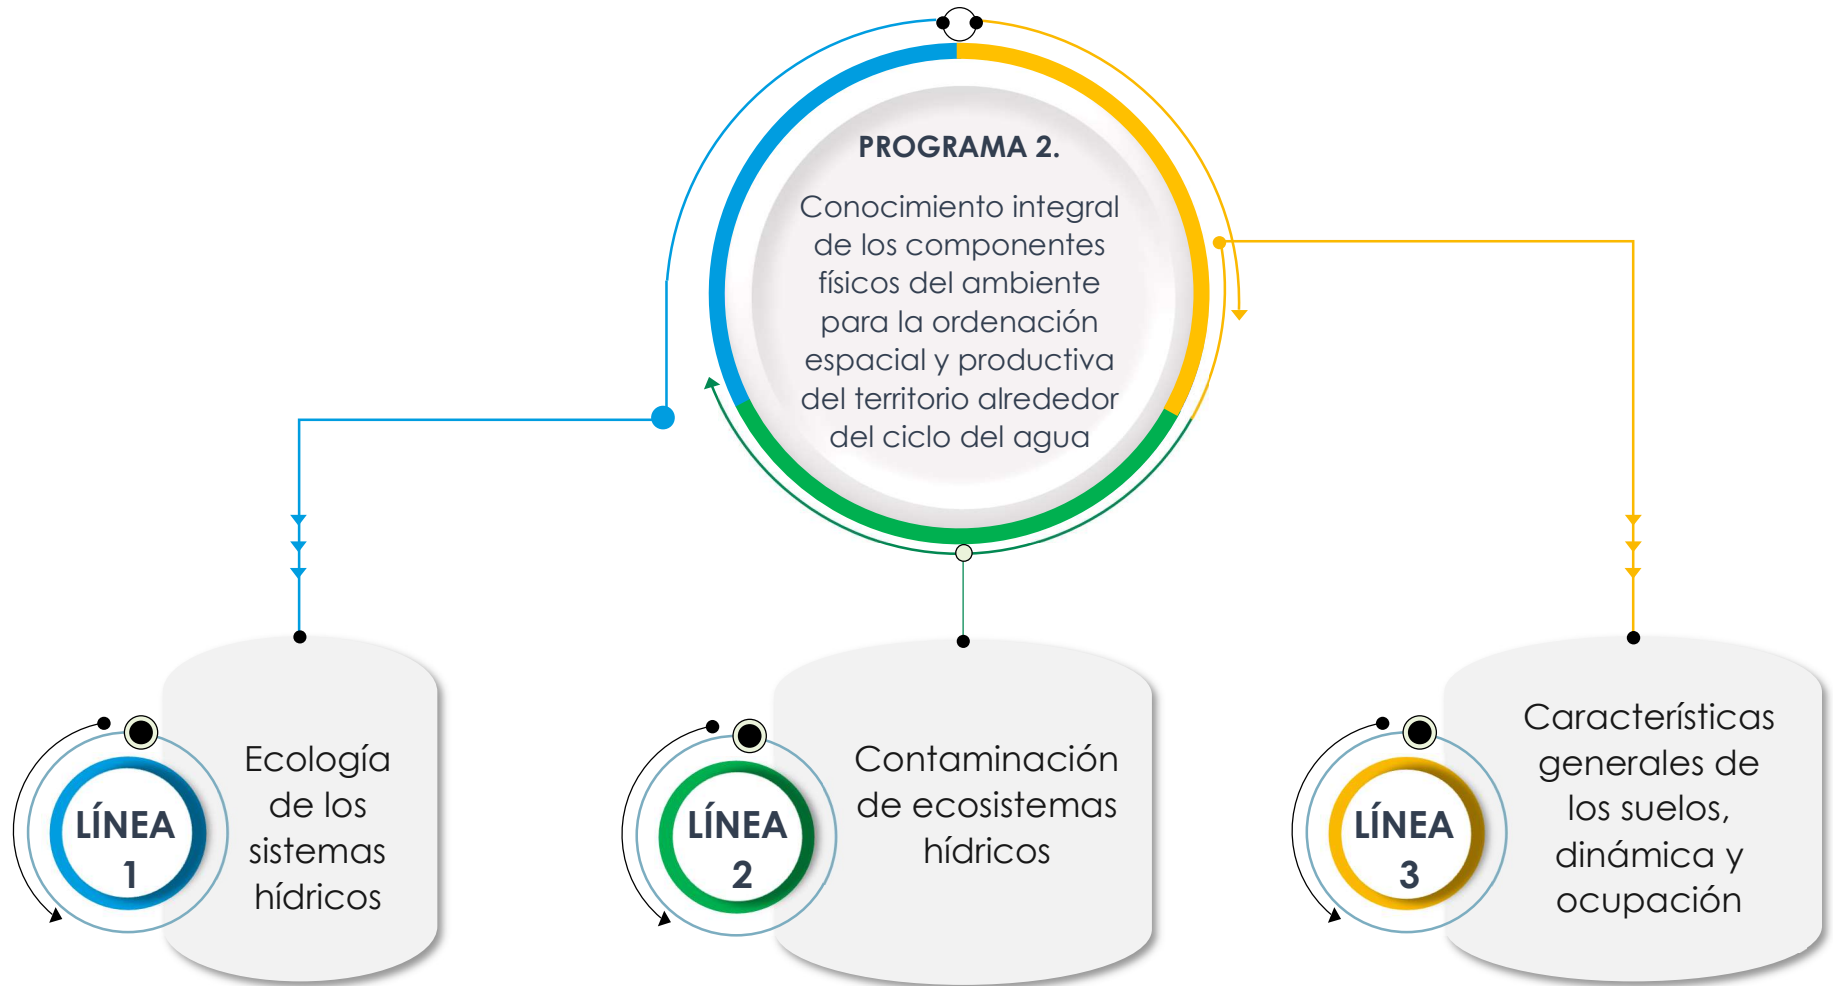 PROGRAMA 2.
Conocimiento integral
de los componentes
físicos del ambiente
para la ordenación
espacial y productiva
del territorio alrededor
del ciclo del agua
LÍNEA
1
Ecología
de los
sistemas
hídricos
LÍNEA
2
Contaminación
de ecosistemas
hídricos
LÍNEA
3
Características
generales de
los suelos,
dinámica y
ocupación